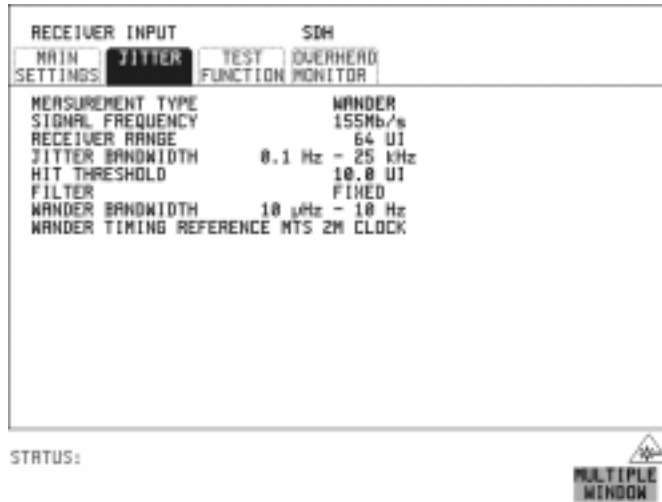 RECEIVER INPUT SDH
MAIN SETTINGS JITTER TEST FUNCTION OVERHEAD MONITOR
MEASUREMENT TYPE WANDER
SIGNAL FREQUENCY 155Mb/s
RECEIVER RANGE 64 UI
JITTER BANDWIDTH 0.1 Hz - 25 kHz
HIT THRESHOLD 10.0 UI
FILTER FIXED
WANDER BANDWIDTH 10 µHz - 10 Hz
WANDER TIMING REFERENCE MTS 2M CLOCK
STATUS:
MULTIPLE
WINDOW